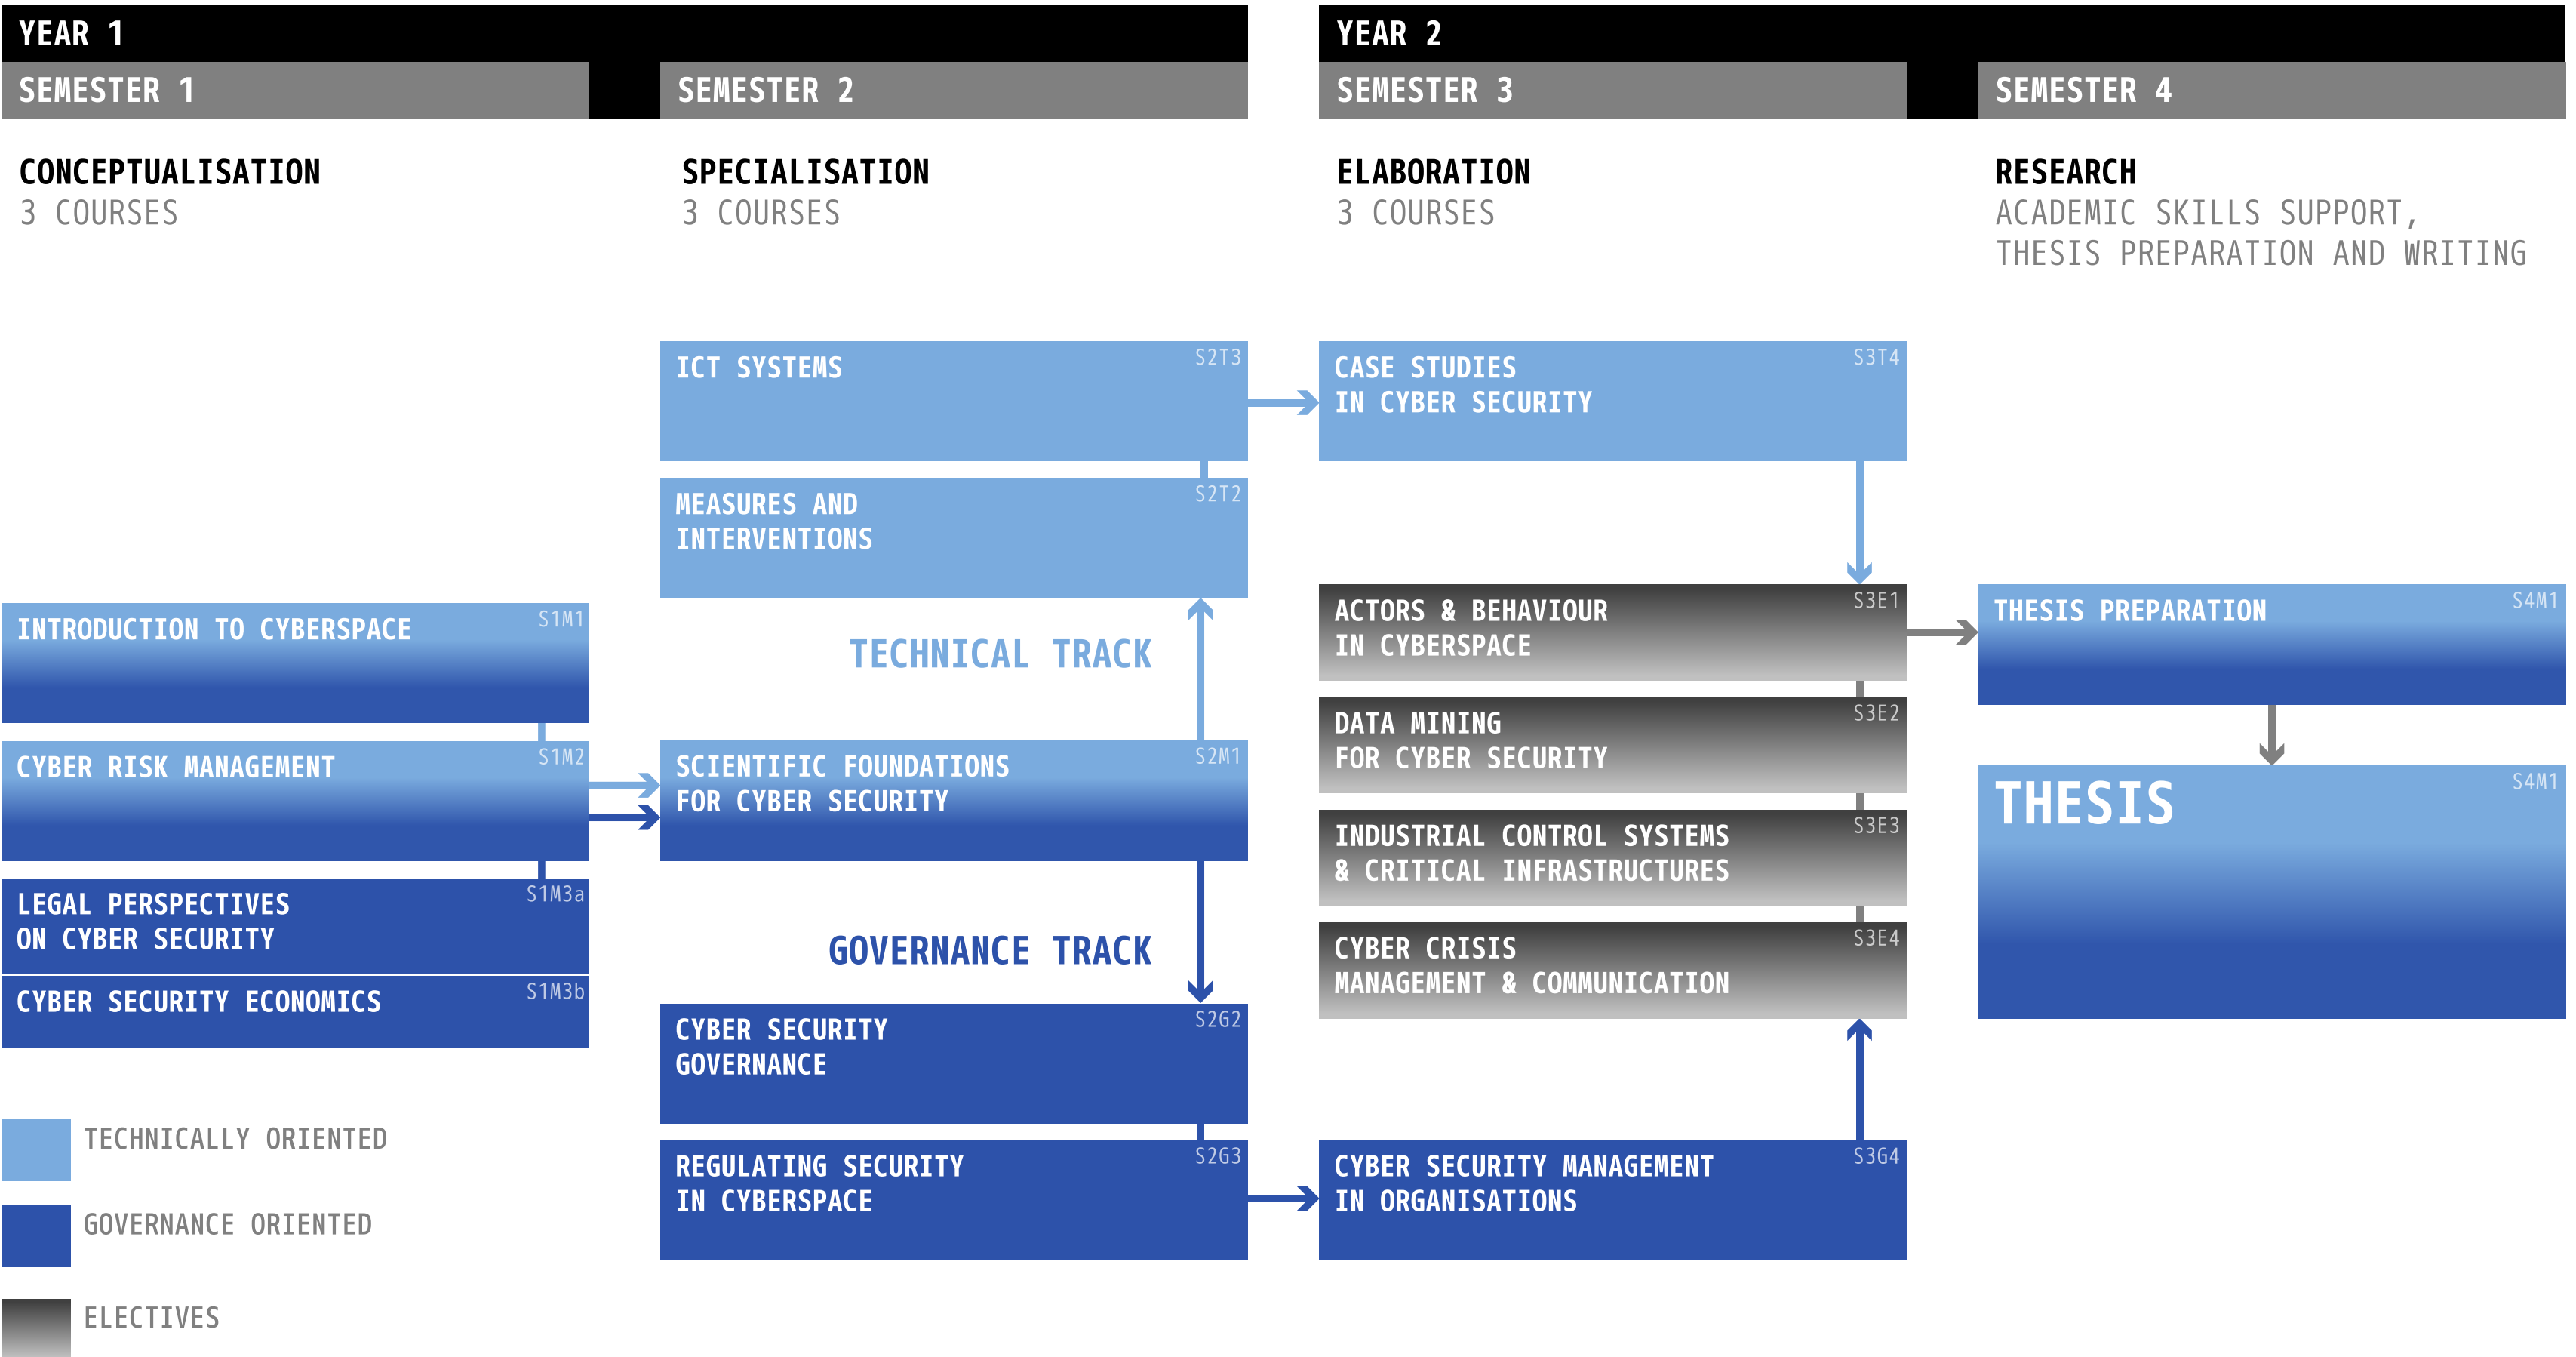 YEAR 1
YEAR 2
SEMESTER 1
SEMESTER 2
SEMESTER 3
SEMESTER 4
CONCEPTUALISATION
3 COURSES
SPECIALISATION
3 COURSES
ELABORATION
3 COURSES
RESEARCH
ACADEMIC SKILLS SUPPORT,
THESIS PREPARATION AND WRITING
INTRODUCTION TO CYBERSPACE
S1M1
CYBER RISK MANAGEMENT
S1M2
LEGAL PERSPECTIVES
ON CYBER SECURITY
S1M3a
CYBER SECURITY ECONOMICS
S1M3b
ICT SYSTEMS
S2T3
MEASURES AND
INTERVENTIONS
S2T2
TECHNICAL TRACK
SCIENTIFIC FOUNDATIONS
FOR CYBER SECURITY
S2M1
GOVERNANCE TRACK
CYBER SECURITY
GOVERNANCE
S2G2
REGULATING SECURITY
IN CYBERSPACE
S2G3
CASE STUDIES
IN CYBER SECURITY
S3T4
ACTORS & BEHAVIOUR
IN CYBERSPACE
S3E1
DATA MINING
FOR CYBER SECURITY
S3E2
INDUSTRIAL CONTROL SYSTEMS
& CRITICAL INFRASTRUCTURES
S3E3
CYBER CRISIS
MANAGEMENT & COMMUNICATION
S3E4
CYBER SECURITY MANAGEMENT
IN ORGANISATIONS
S3G4
THESIS PREPARATION
S4M1
THESIS
S4M1
TECHNICALLY ORIENTED
GOVERNANCE ORIENTED
ELECTIVES